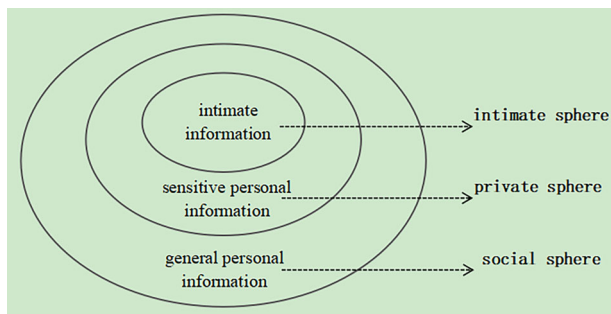 intimate
information
intimate sphere
sensitive personal
information
private sphere
general personal
information
social sphere